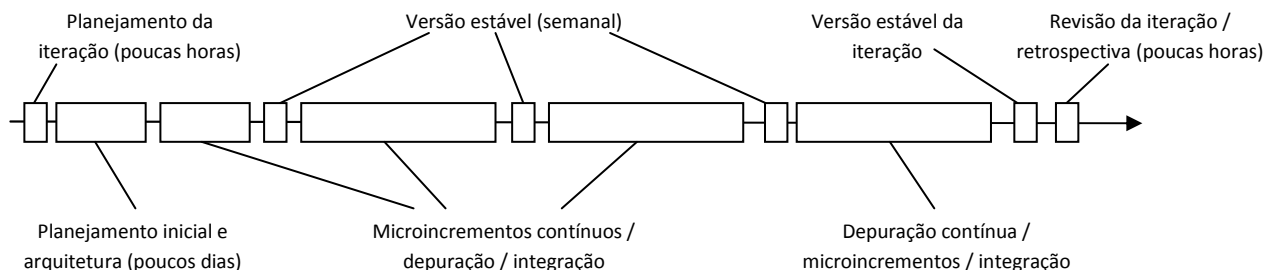 Planejamento da
iteração (poucas horas)
Versão estável (semanal)
Versão estável da
iteração
Revisão da iteração /
retrospectiva (poucas horas)
Planejamento inicial e
arquitetura (poucos dias)
Microincrementos contínuos /
depuração / integração
Depuração contínua /
microincrementos / integração